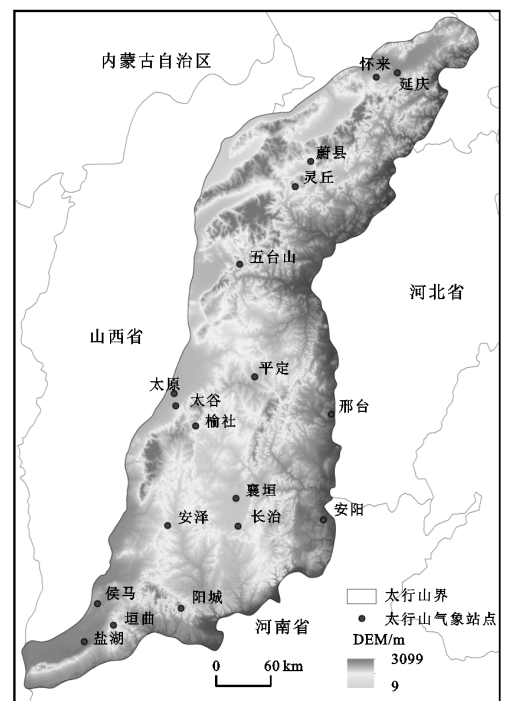 内蒙古自治区
怀来
延庆
蔚县
灵丘
五台山
河北省
山西省
平定
太原
太谷
邢台
榆社
襄垣
安泽
长治
安阳
侯马
阳城
垣曲
盐湖
河南省
太行山界
太行山气象站点
DEM/m
3099
9
0 60 km